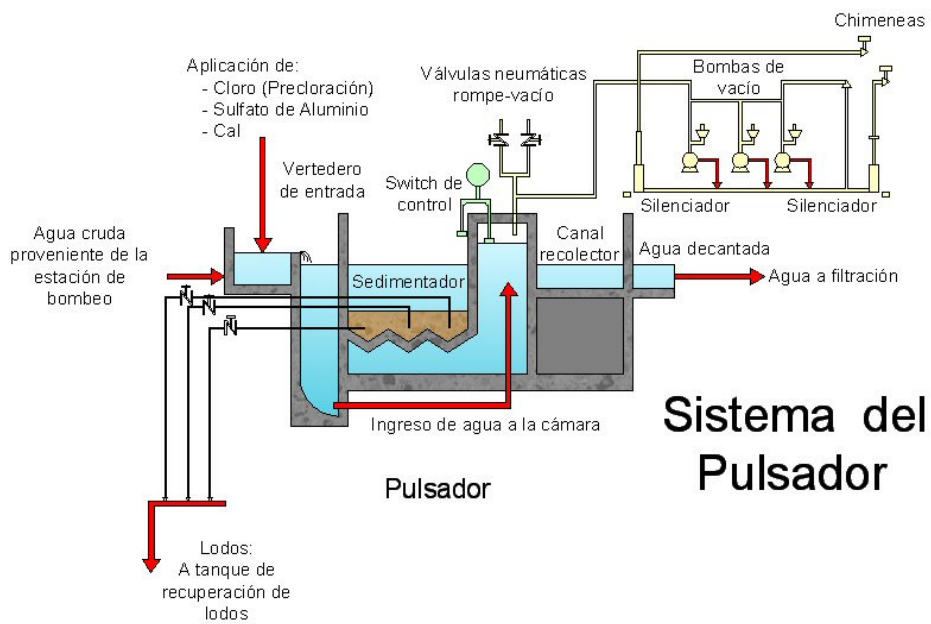 Chimeneas
Aplicación de:
- Cloro (Precloración)
- Sulfato de Aluminio
- Cal
Válvulas neumáticas
rompe-vacío
Bombas de
vacío
Vertedero
de entrada
Switch de
control
Silenciador
Silenciador
Agua cruda
proveniente de la
estación de
bombeo
Sedimentador
Canal
recolector
Agua decantada
Agua a filtración
Ingreso de agua a la cámara
Sistema del
Pulsador
Pulsador
Lodos:
A tanque de
recuperación de
lodos